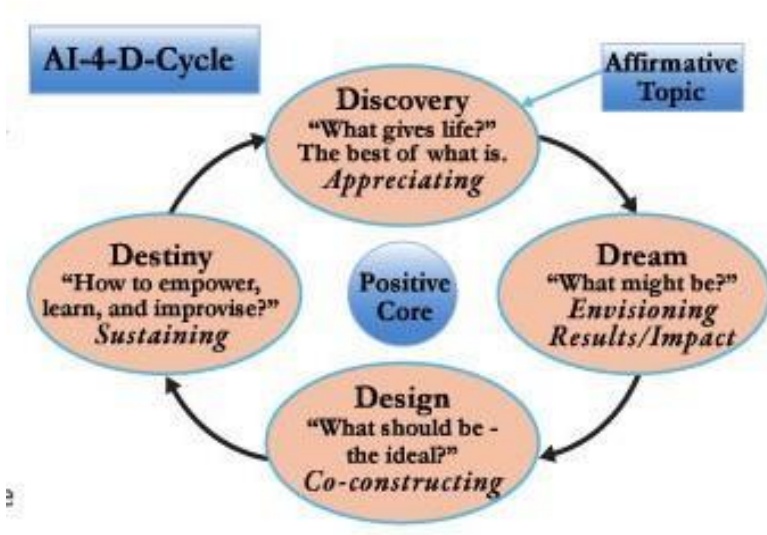 AI-4-D-Cycle
Affirmative
Topic
Discovery
“What gives life?”
The best of what is.
Appreciating
Dream
“What might be?”
Envisioning
Results/Impact
Positive
Core
Destiny
“How to empower,
learn, and improvise?”
Sustaining
Design
“What should be -
the ideal?”
Co-constructing